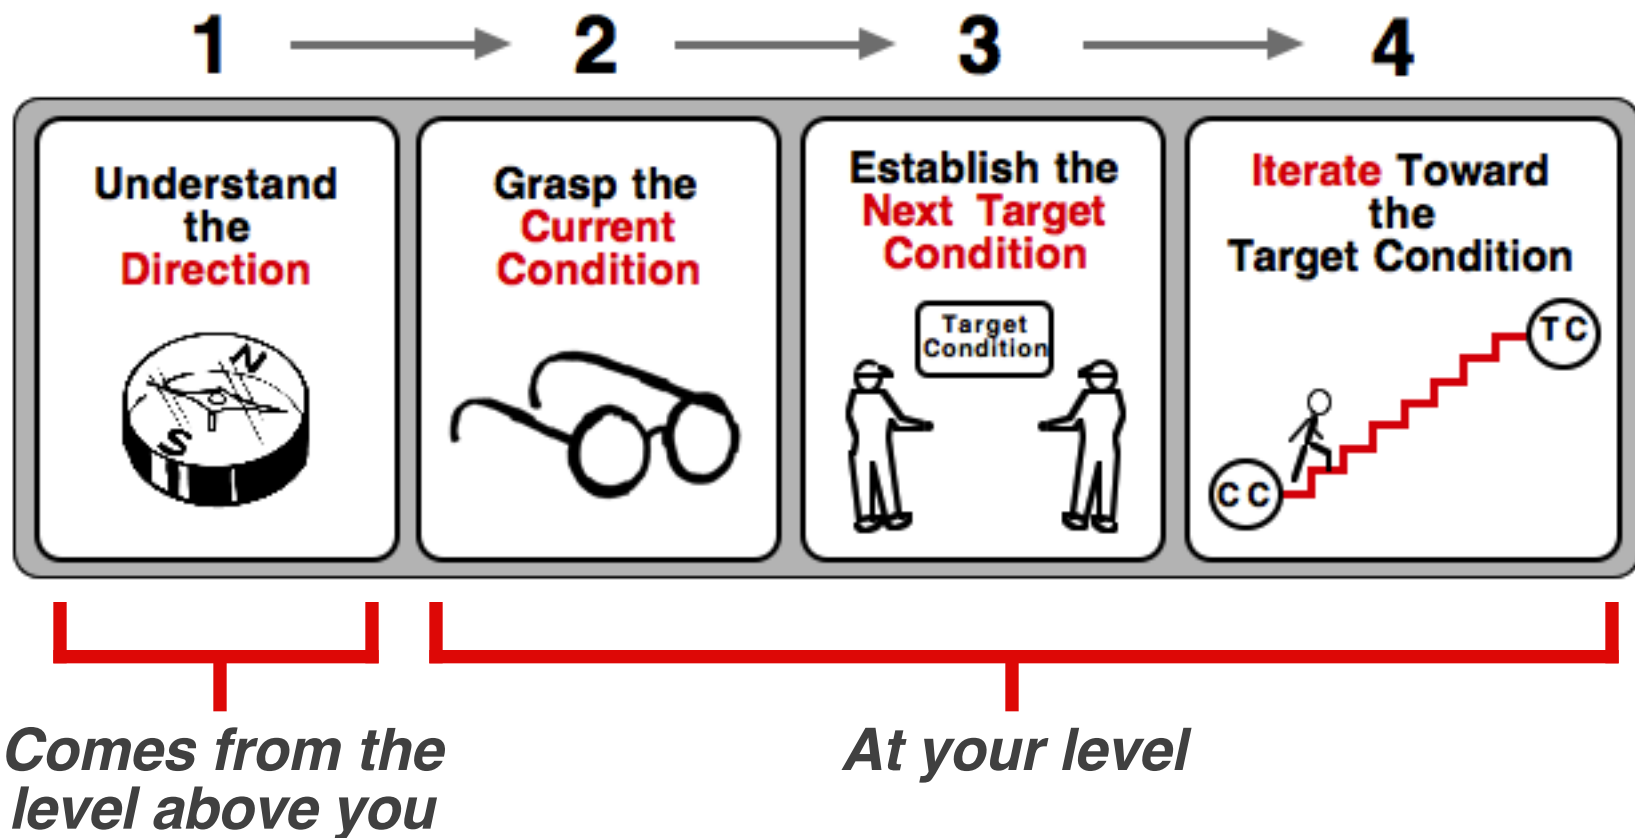 1
2
3
4
Understand
the
Direction
N
S
Grasp the
Current
Condition
Establish the
Next Target
Condition
Target
Condition
Iterate Toward
the
Target Condition
TC
CC
Comes from the
level above you
At your level